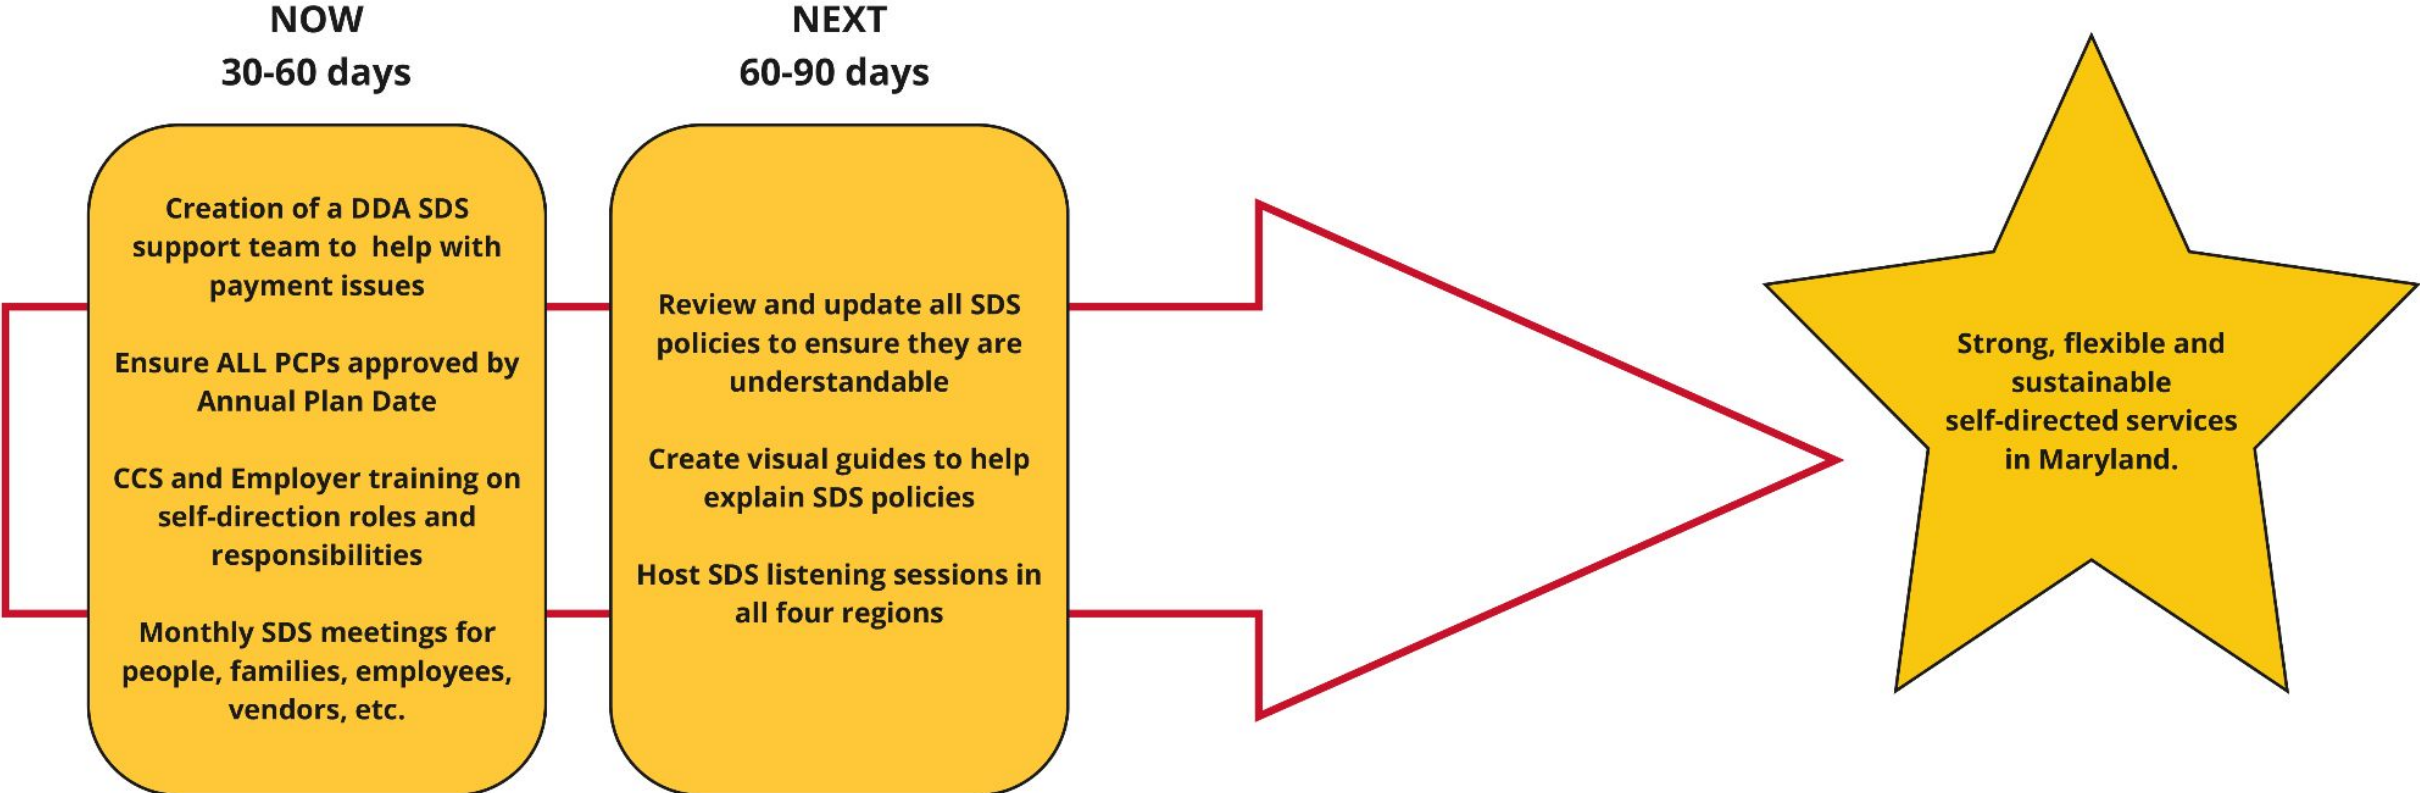 NOW
30-60 days
Creation of a DDA SDS
support team to  help with
payment issues
Ensure ALL PCPs approved by
Annual Plan Date
CCS and Employer training on
self-direction roles and
responsibilities
Monthly SDS meetings for
people, families, employees,
vendors, etc.
NEXT
60-90 days
Review and update all SDS
policies to ensure they are
understandable
Create visual guides to help
explain SDS policies
Host SDS listening sessions in
all four regions
Strong, flexible and
sustainable
self-directed services
in Maryland.